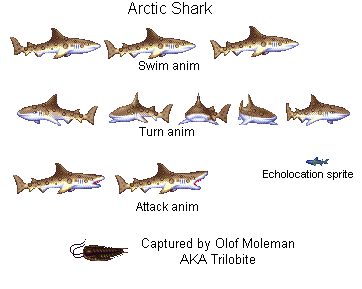 Arctic Shark
Swim anim
Turn anim
Echolocation sprite
Attack anim
Captured by Olof Moleman
AKA Trilobite